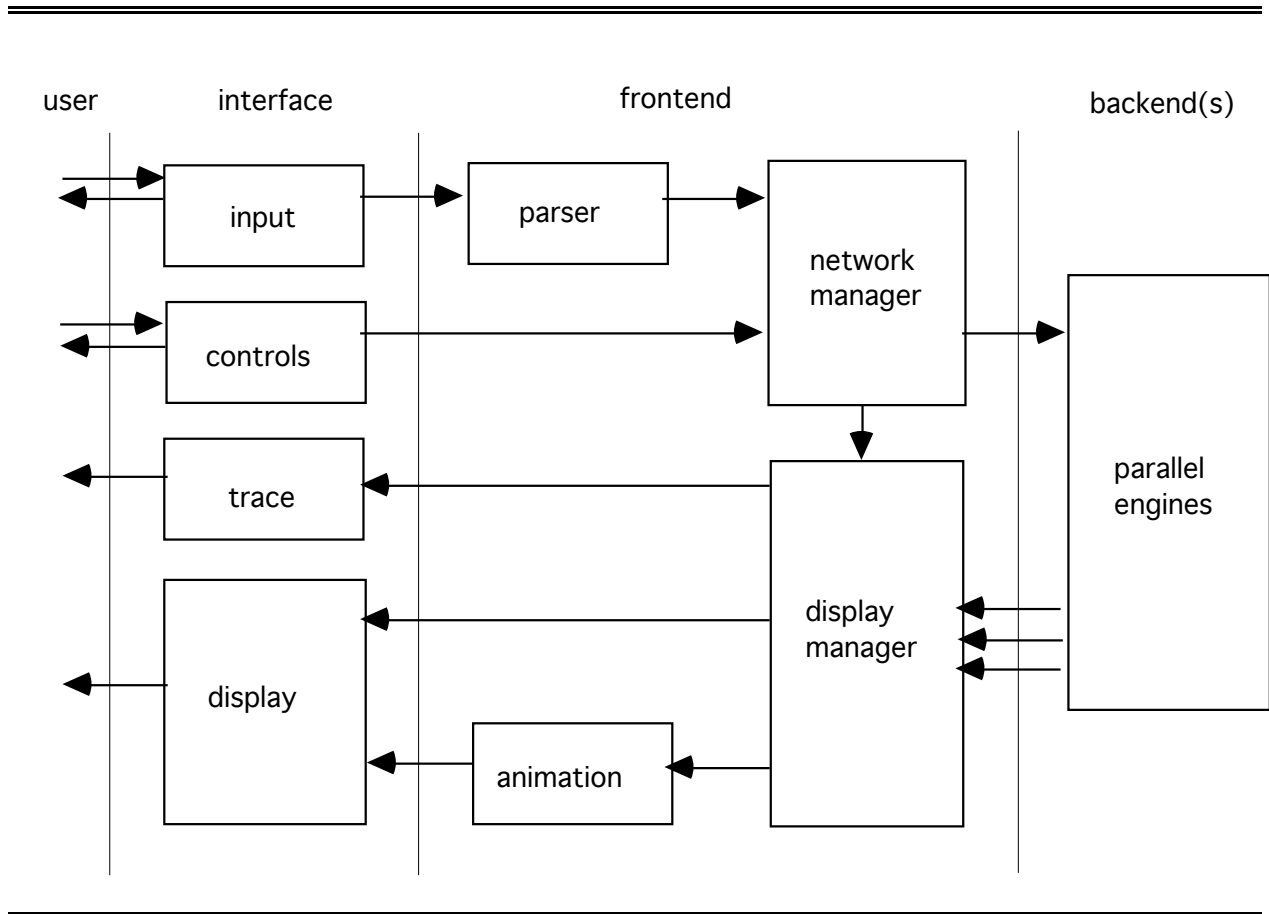 user
interface
frontend
backend(s)
input
parser
network
manager
controls
trace
parallel
engines
display
manager
display
animation